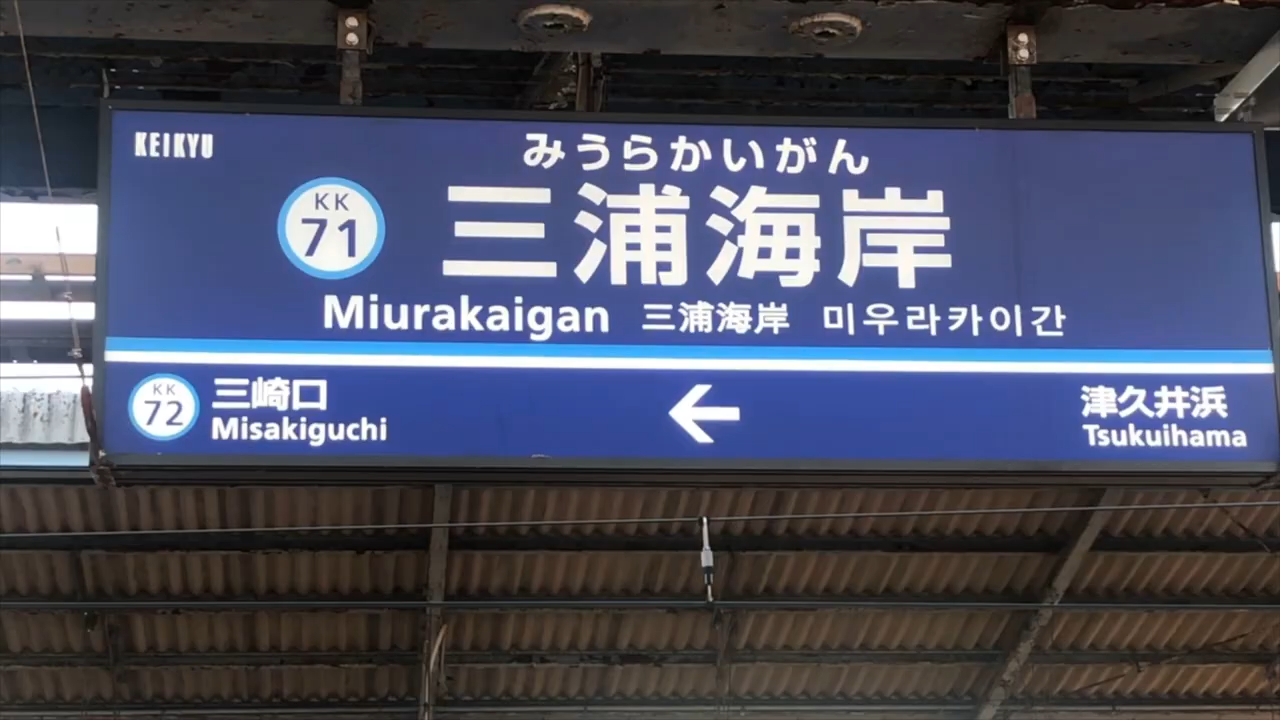 KEIKYU
みうらかいがん
KK
71
三浦海岸
Miurakaigan 三浦海岸 미우라카이간
KK
72
三崎口
Misakiguchi
←
津久井浜
Tsukuihama